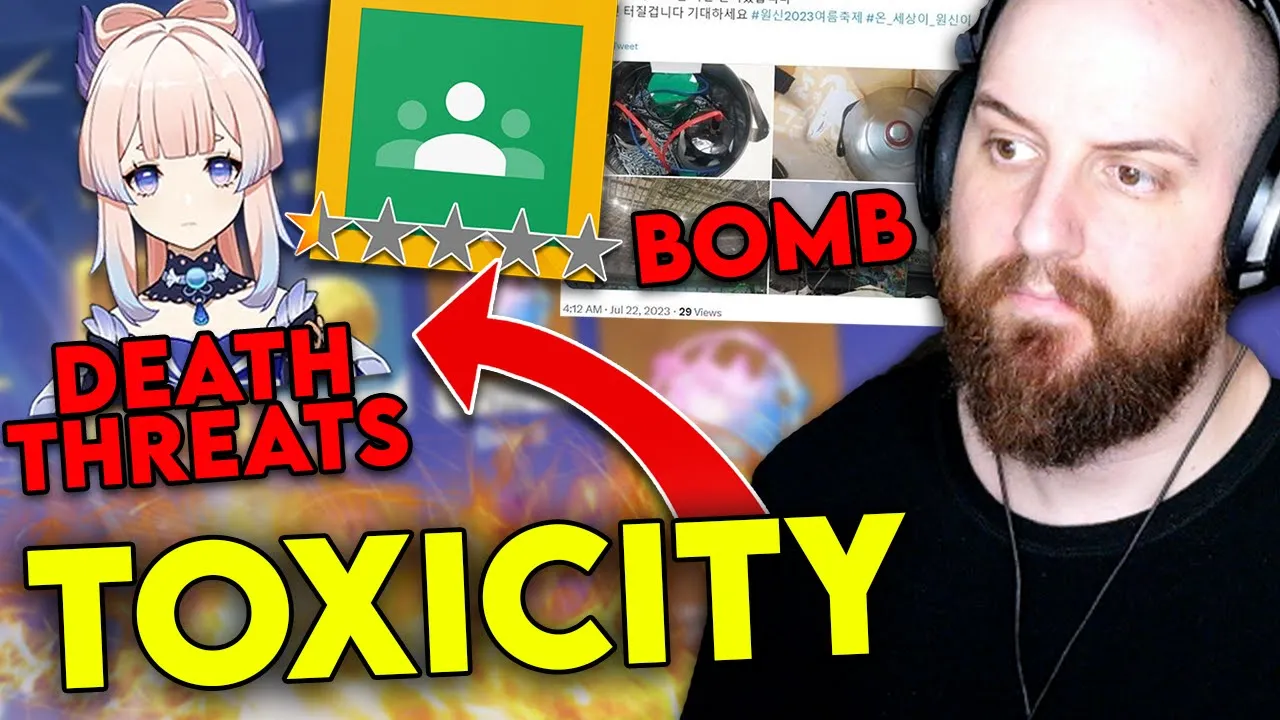 터질겁니다 기대하세요 #원신2023여름축제 #온_세상이_원신이
Tweet
BOMB
4:12 AM · Jul 22, 2023 · 29 Views
DEATH
THREATS
TOXICITY